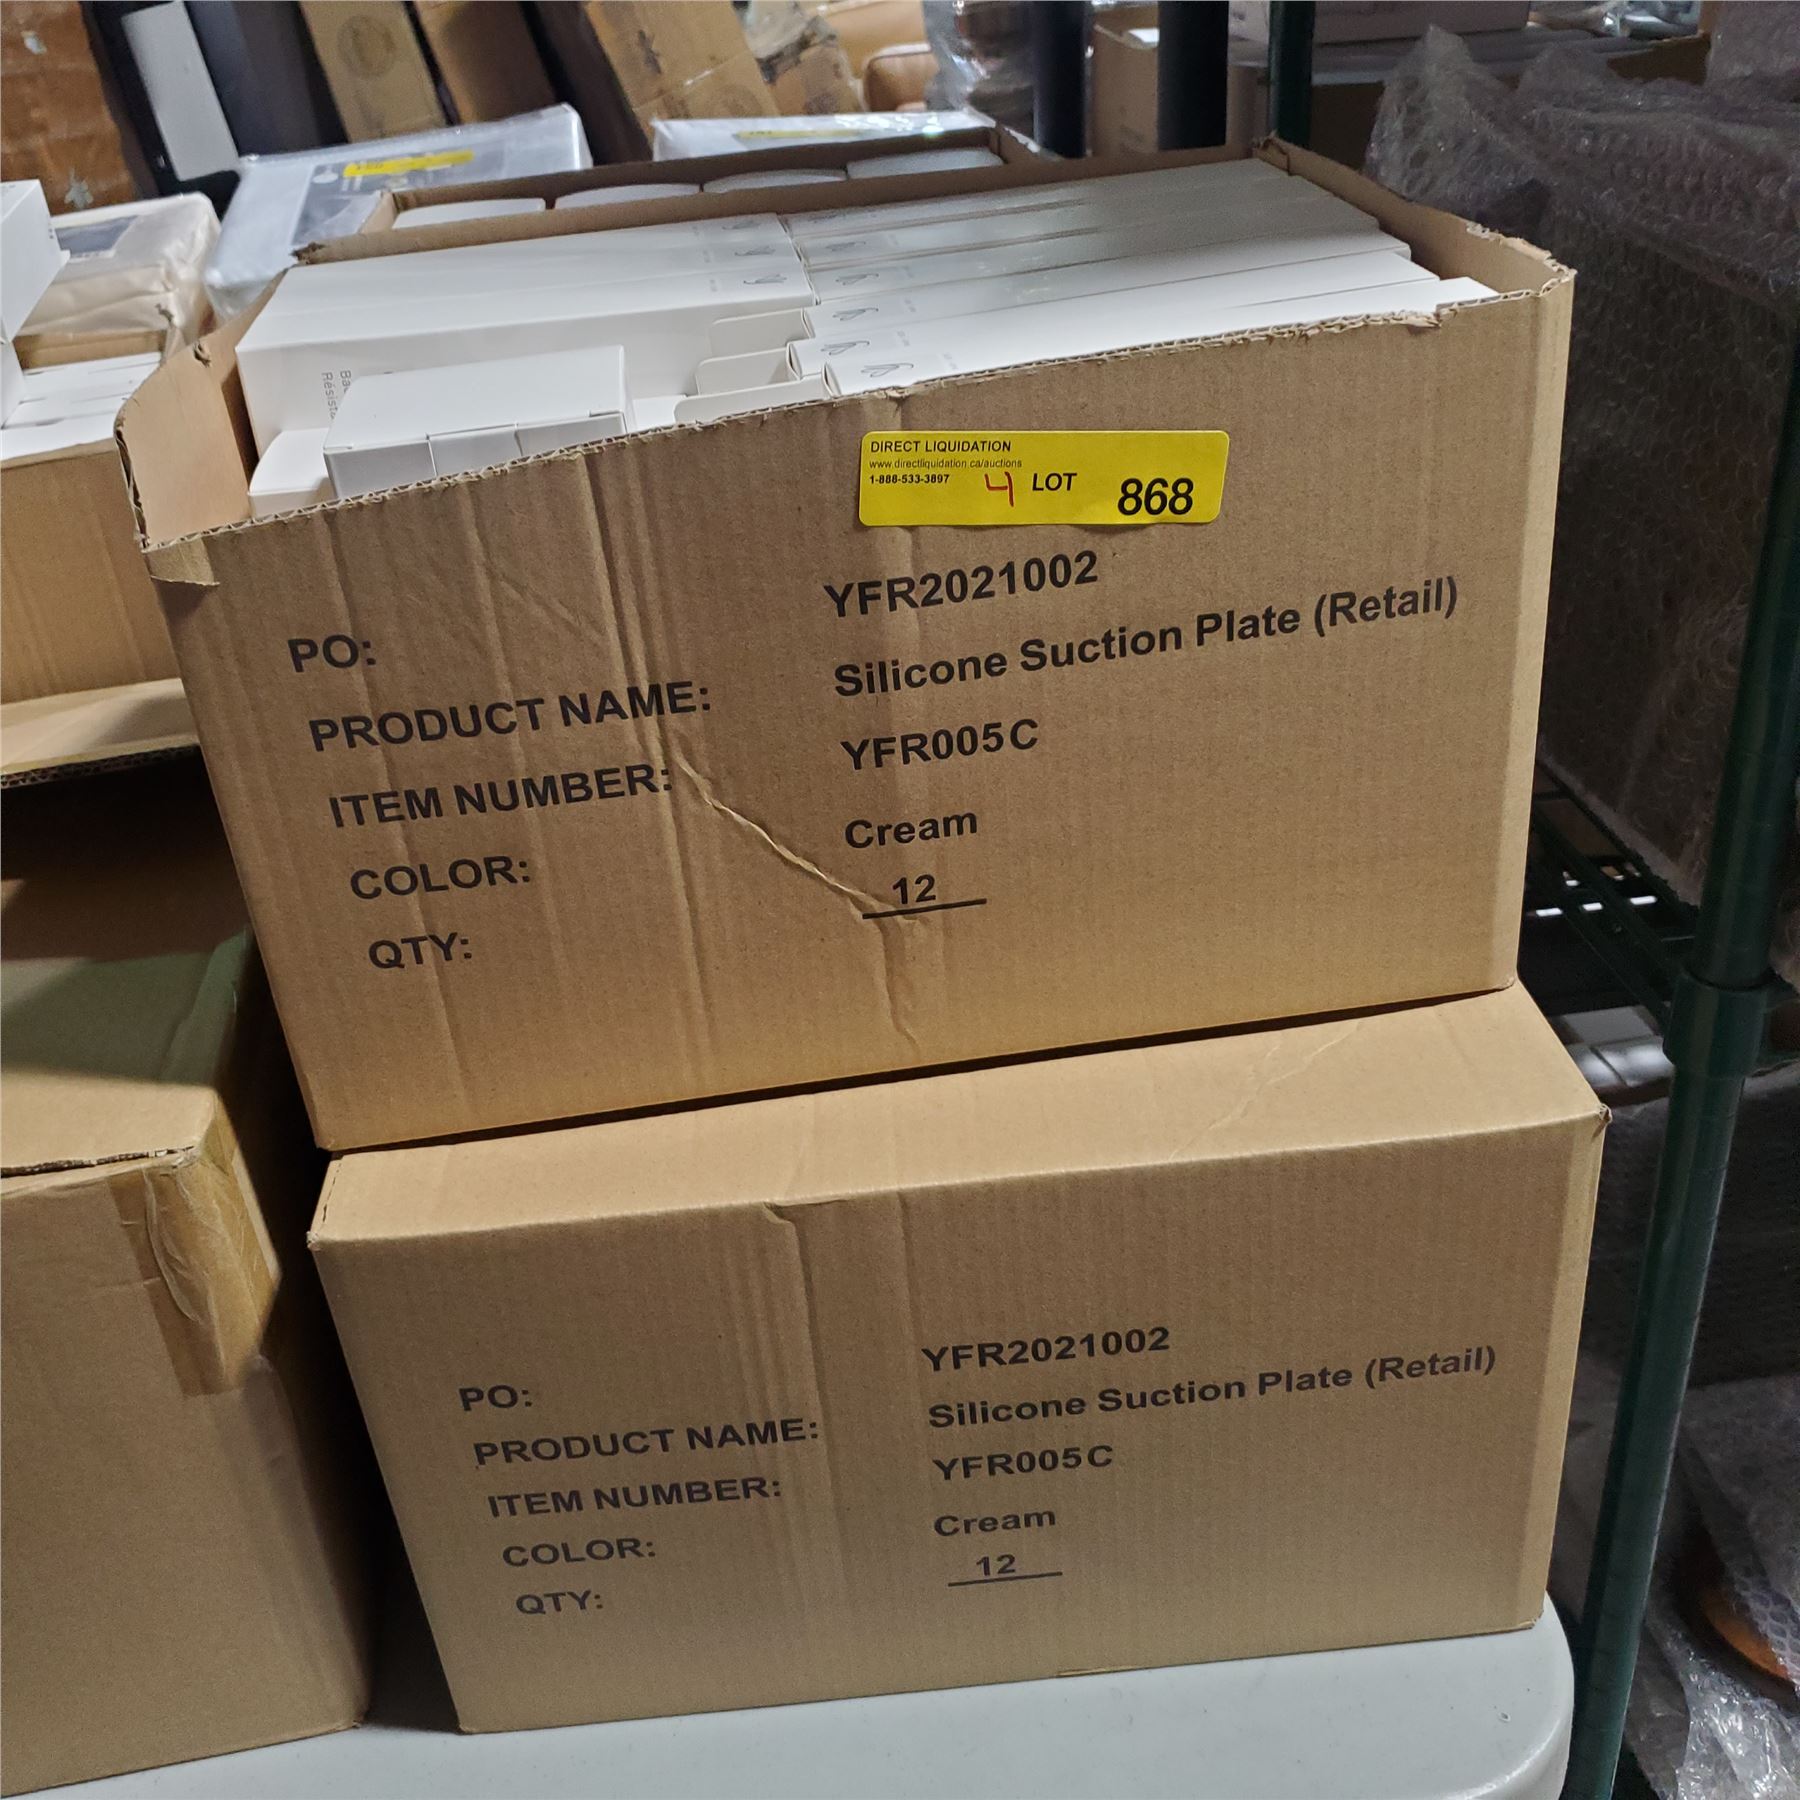 DIRECT LIQUIDATION
www.directliquidation.ca/auctions
1-888-533-3897 4 LOT 868
PO: YFR2021002
PRODUCT NAME: Silicone Suction Plate (Retail)
ITEM NUMBER: YFR005C
COLOR: Cream
QTY: 12
PO: YFR2021002
PRODUCT NAME: Silicone Suction Plate (Retail)
ITEM NUMBER: YFR005C
COLOR: Cream
QTY: 12